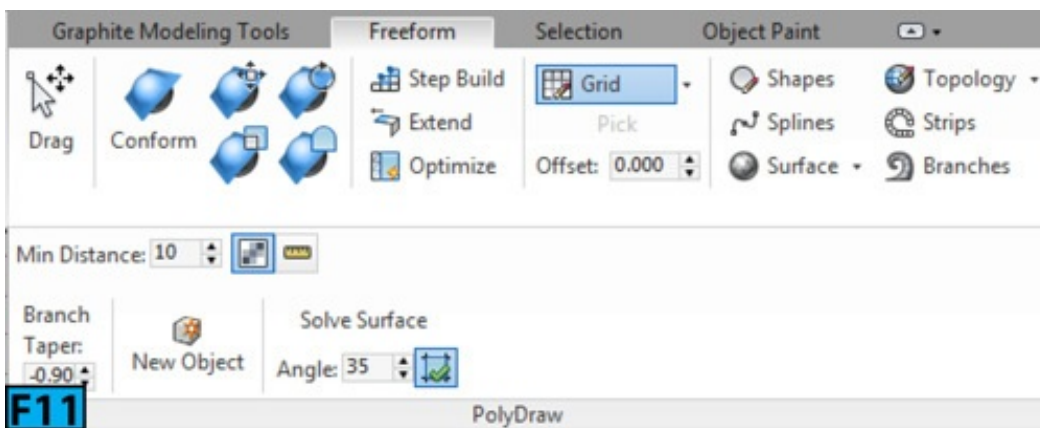 Graphite Modeling Tools Freeform Selection Object Paint
Step Build Grid Shapes Topology
Drag Conform Extend Pick Splines Strips
Optimize Offset: 0.000 Surface Branches
Min Distance: 10
Branch
Taper:
-0.90
New Object
Solve Surface
Angle: 35
F11
PolyDraw